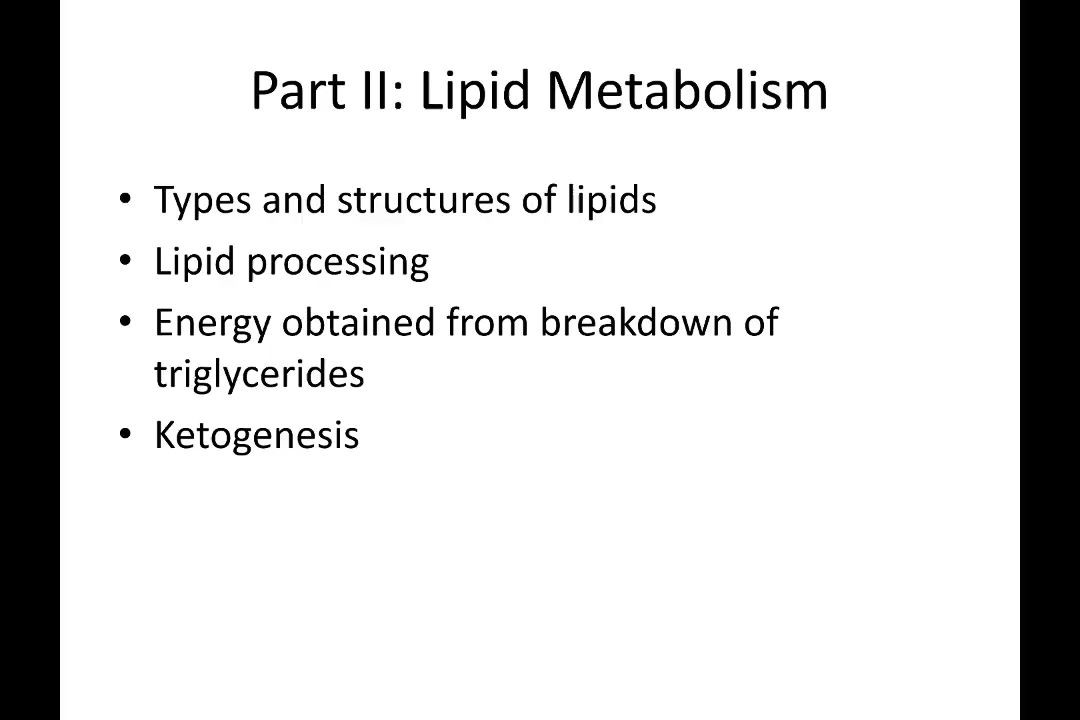 Part II: Lipid Metabolism
• Types and structures of lipids
• Lipid processing
• Energy obtained from breakdown of
triglycerides
• Ketogenesis